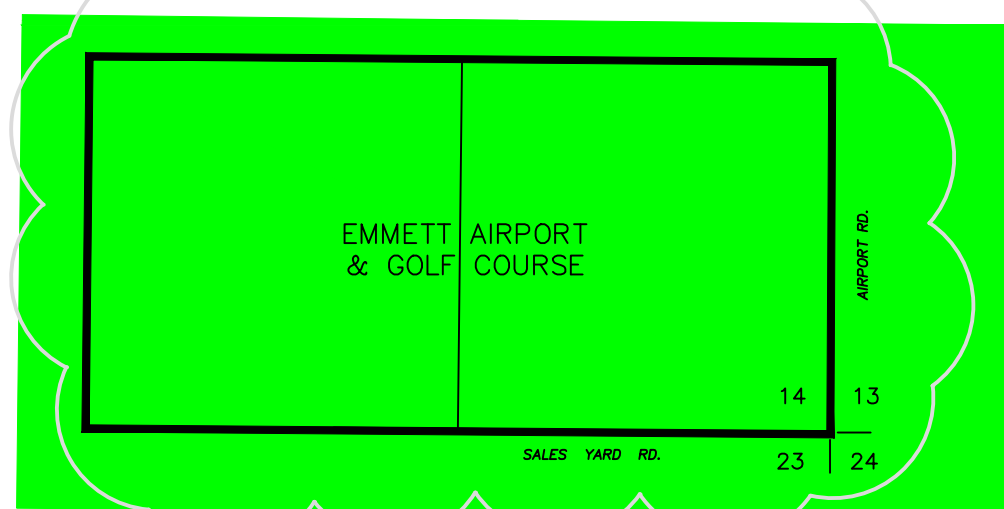 EMMETT AIRPORT
& GOLF COURSE
AIRPORT RD.
14 13
SALES YARD RD.
23 24